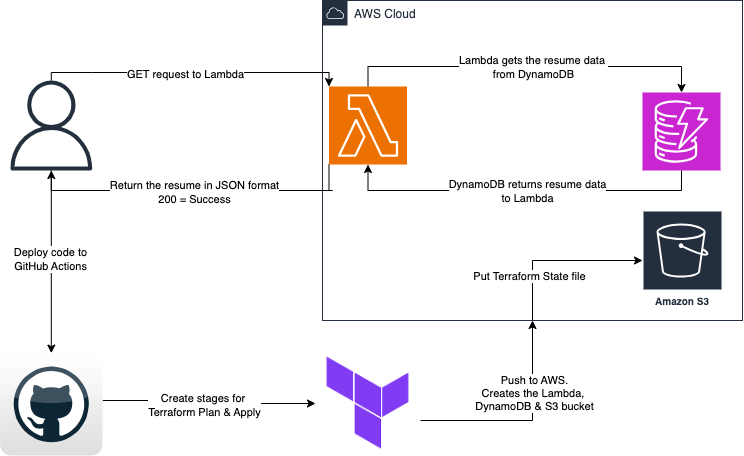 AWS Cloud
GET request to Lambda
Lambda gets the resume data
from DynamoDB
Return the resume in JSON format
200 = Success
DynamoDB returns resume data
to Lambda
Deploy code to
GitHub Actions
Put Terraform State file
Amazon S3
Create stages for
Terraform Plan & Apply
Push to AWS.
Creates the Lambda,
DynamoDB & S3 bucket